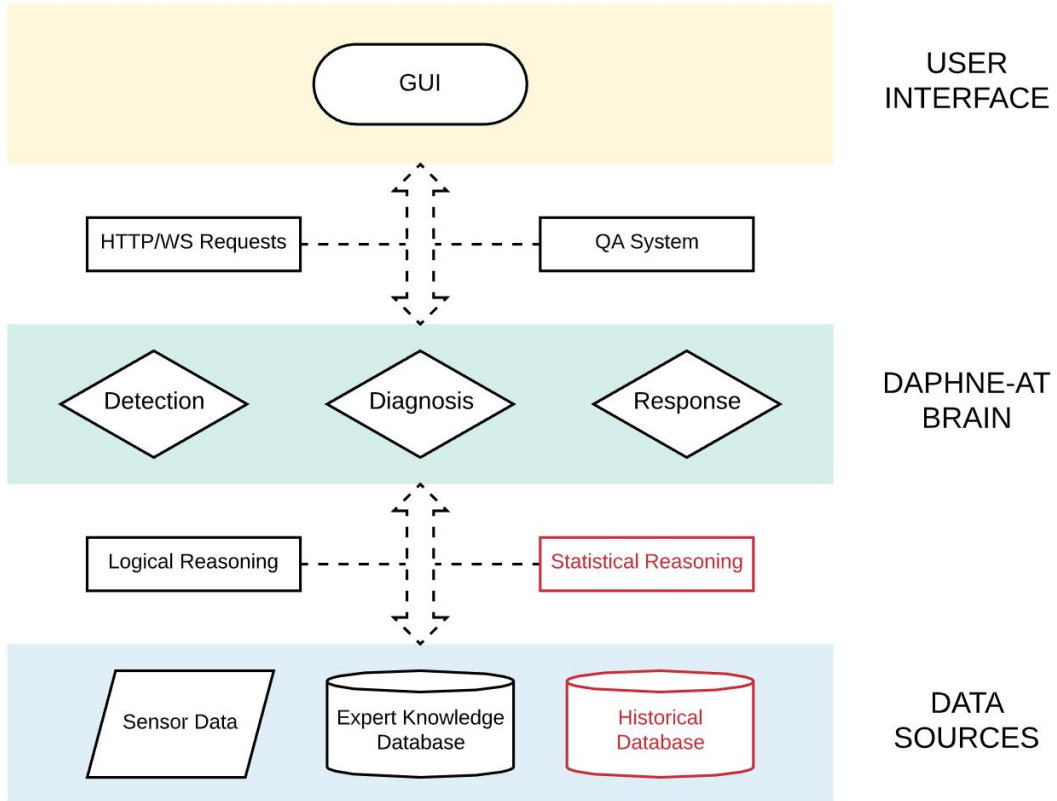 GUI
USER
INTERFACE
HTTP/WS Requests
QA System
Detection
Diagnosis
Response
DAPHNE-AT
BRAIN
Logical Reasoning
Statistical Reasoning
Sensor Data
Expert Knowledge
Database
Historical
Database
DATA
SOURCES